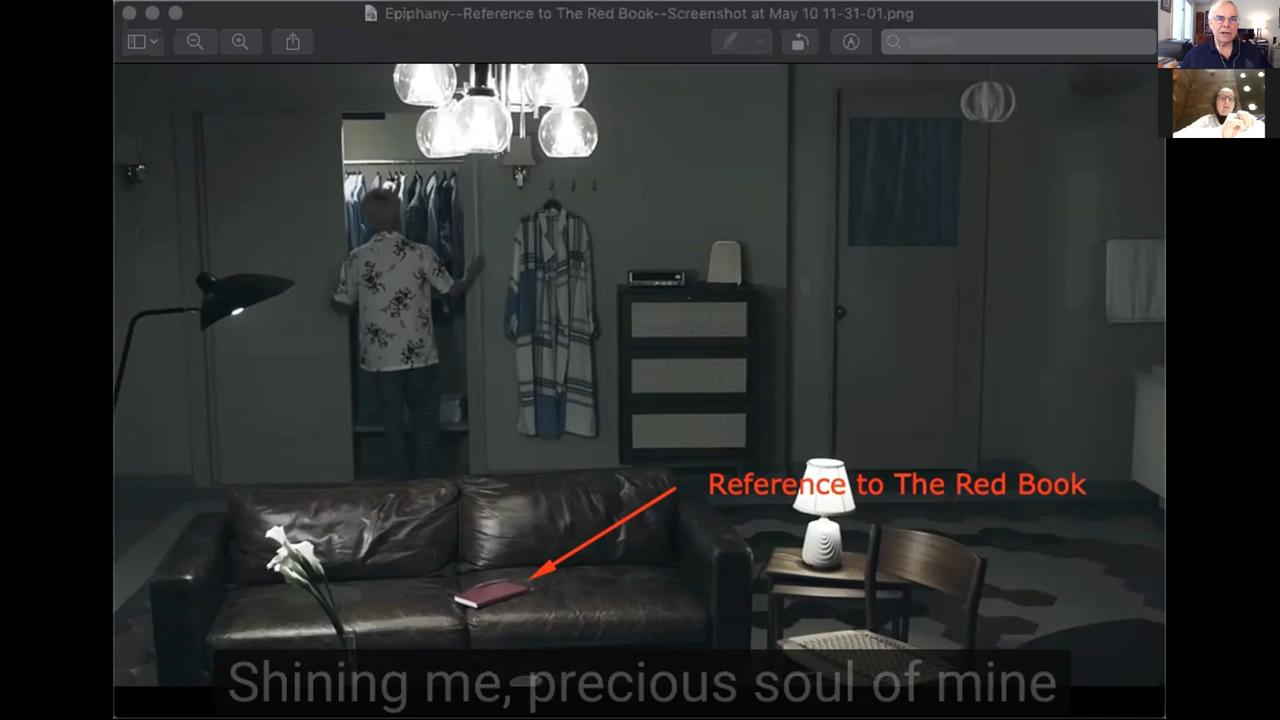 Epiphany--Reference to The Red Book--Screenshot at May 10 11-31-01.png
Reference to The Red Book
Shining me, precious soul of mine